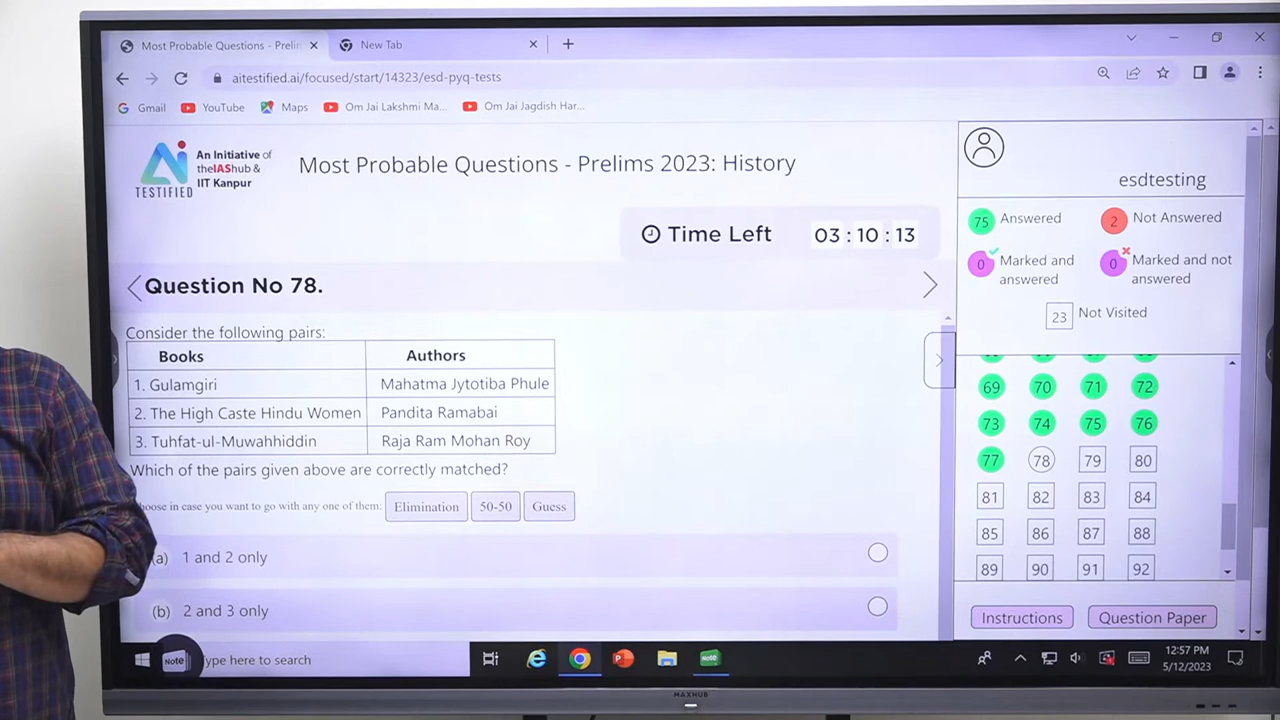 Most Probable Questions - Prelin
New Tab
aitestified.ai/focused/start/14323/esd-pyq-tests
Gmail
YouTube
Maps
Om Jai Lakshmi Ma...
Om Jai Jagdish Har...
An Initiative of
theIAShub &
IIT Kanpur
TESTIFIED
Most Probable Questions - Prelims 2023: History
esdtesting
Time Left 03 : 10 : 13
75 Answered
2 Not Answered
0 Marked and answered
0 Marked and not answered
23 Not Visited
Question No 78.
Consider the following pairs:
Books Authors
1. Gulamgiri Mahatma Jytotiba Phule
2. The High Caste Hindu Women Pandita Ramabai
3. Tuhfat-ul-Muwahhiddin Raja Ram Mohan Roy
Which of the pairs given above are correctly matched?
hoose in case you want to go with any one of them: Elimination 50-50 Guess
(a) 1 and 2 only
(b) 2 and 3 only
69 70 71 72
73 74 75 76
77 78 79 80
81 82 83 84
85 86 87 88
89 90 91 92
Instructions Question Paper
Note
ype here to search
Note
12:57 PM
5/12/2023
MAXHUB